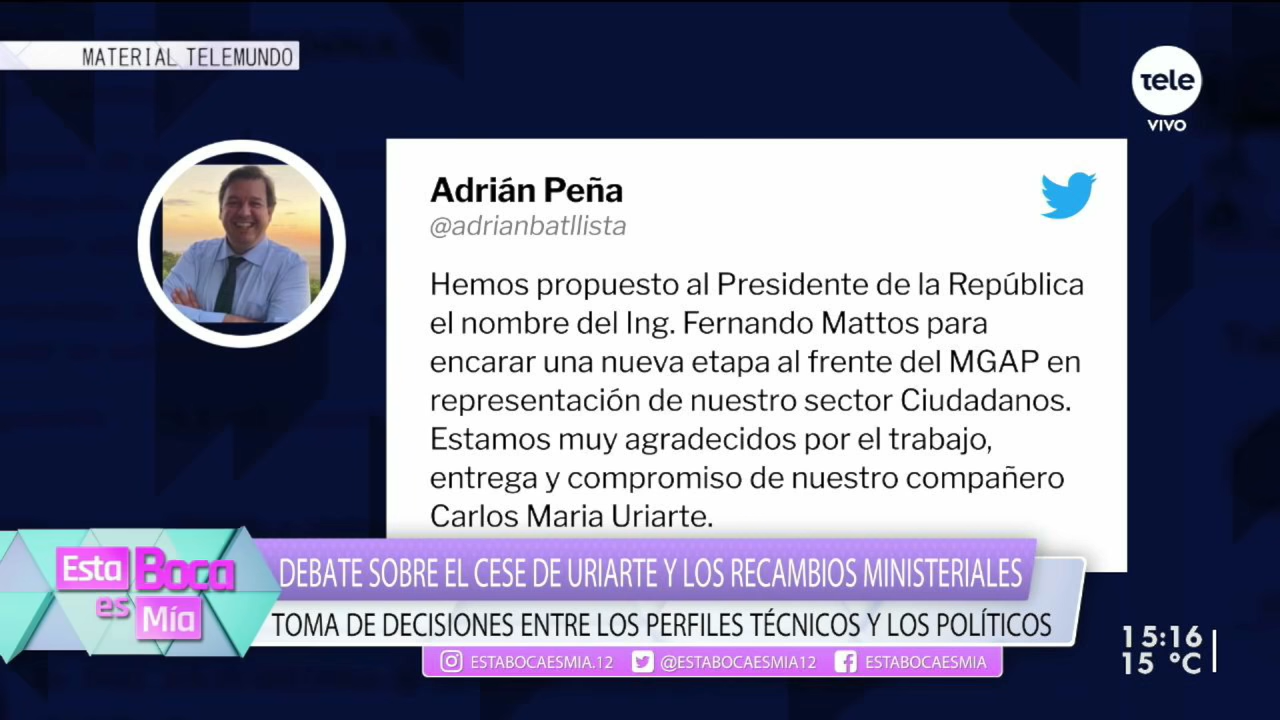 MATERIAL TELEMUNDO
tele
VIVO
Adrián Peña
@adrianbatllista
Hemos propuesto al Presidente de la República
el nombre del Ing. Fernando Mattos para
encarar una nueva etapa al frente del MGAP en
representación de nuestro sector Ciudadanos.
Estamos muy agradecidos por el trabajo,
entrega y compromiso de nuestro compañero
Carlos Maria Uriarte.
Esta Boca
es Mía
DEBATE SOBRE EL CESE DE URIARTE Y LOS RECAMBIOS MINISTERIALES
TOMA DE DECISIONES ENTRE LOS PERFILES TÉCNICOS Y LOS POLÍTICOS
ESTABOCAESMIA.12 @ESTABOCAESMIA12 ESTABOCAESMIA
15:16
15 °C